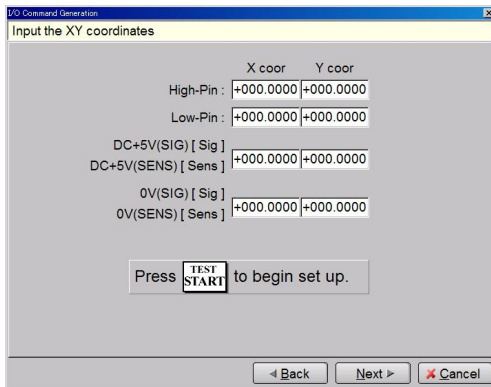 I/O Command Generation
Input the XY coordinates
X coor Y coor
High-Pin : +000.0000 +000.0000
Low-Pin : +000.0000 +000.0000
DC+5V(SIG) [ Sig ]
DC+5V(SENS) [ Sens ] +000.0000 +000.0000
0V(SIG) [ Sig ]
0V(SENS) [ Sens ] +000.0000 +000.0000
Press TEST START to begin set up.
Back Next Cancel